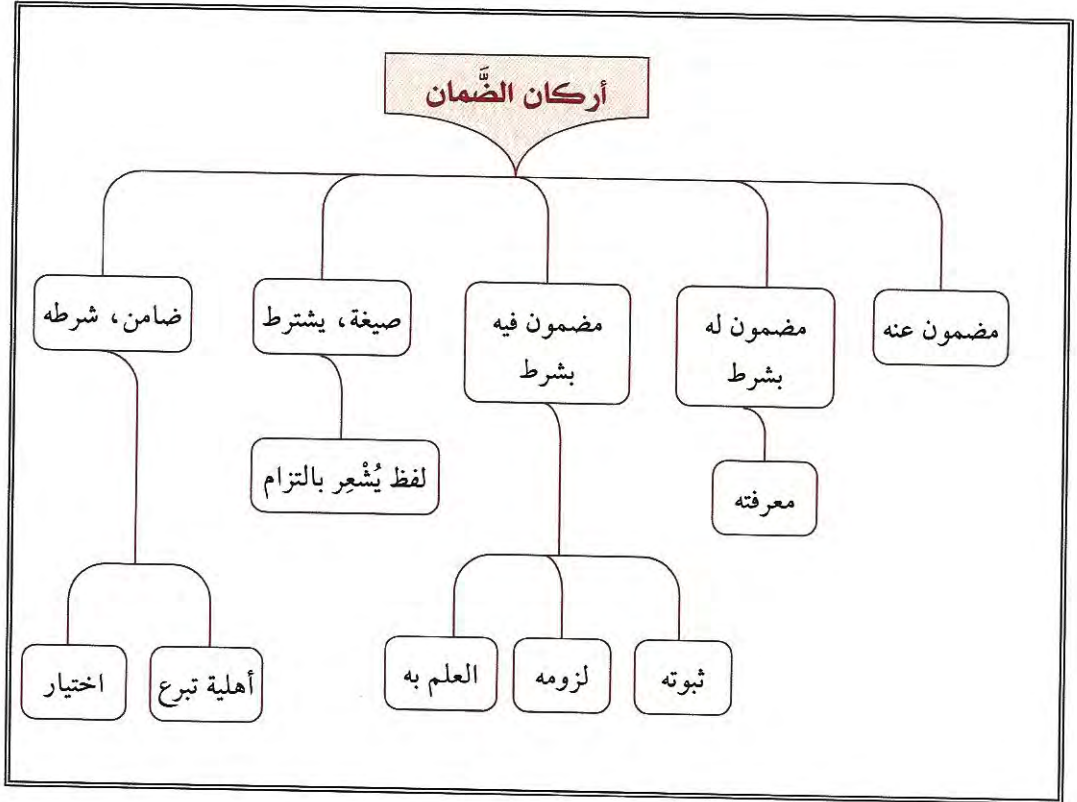 أركان الضَّمان
مضمون عنه
مضمون له
بشرط
معرفته
مضمون فيه
بشرط
ثبوته
لزومه
العلم به
صيغة، يشترط
لفظ يُشْعِر بالتزام
ضامن، شرطه
أهلية تبرع
اختيار